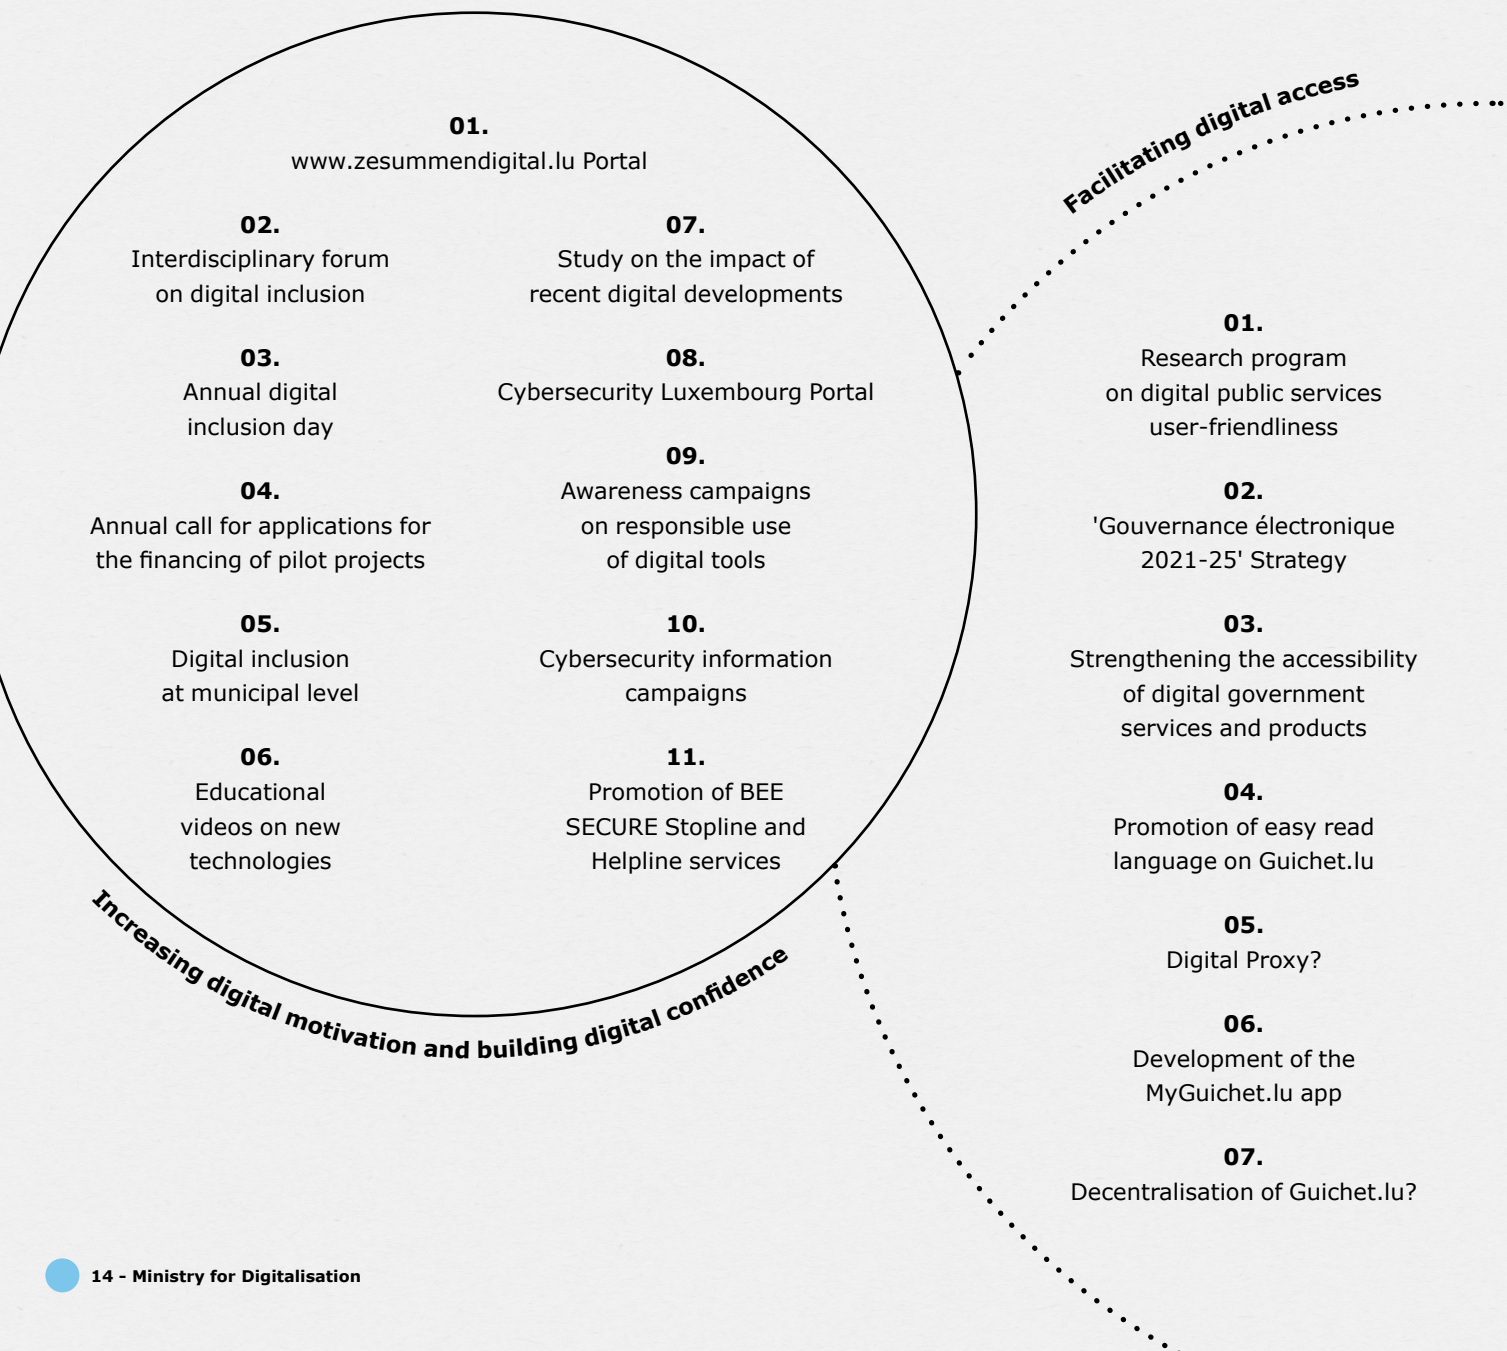 01.
www.zesummendigital.lu Portal
02.
Interdisciplinary forum
on digital inclusion
03.
Annual digital
inclusion day
04.
Annual call for applications for
the financing of pilot projects
05.
Digital inclusion
at municipal level
06.
Educational
videos on new
technologies
07.
Study on the impact of
recent digital developments
08.
Cybersecurity Luxembourg Portal
09.
Awareness campaigns
on responsible use
of digital tools
10.
Cybersecurity information
campaigns
11.
Promotion of BEE
SECURE Stopline and
Helpline services
Increasing digital motivation and building digital confidence
Facilitating digital access
01.
Research program
on digital public services
user-friendliness
02.
'Gouvernance électronique
2021-25' Strategy
03.
Strengthening the accessibility
of digital government
services and products
04.
Promotion of easy read
language on Guichet.lu
05.
Digital Proxy?
06.
Development of the
MyGuichet.lu app
07.
Decentralisation of Guichet.lu?
14 - Ministry for Digitalisation